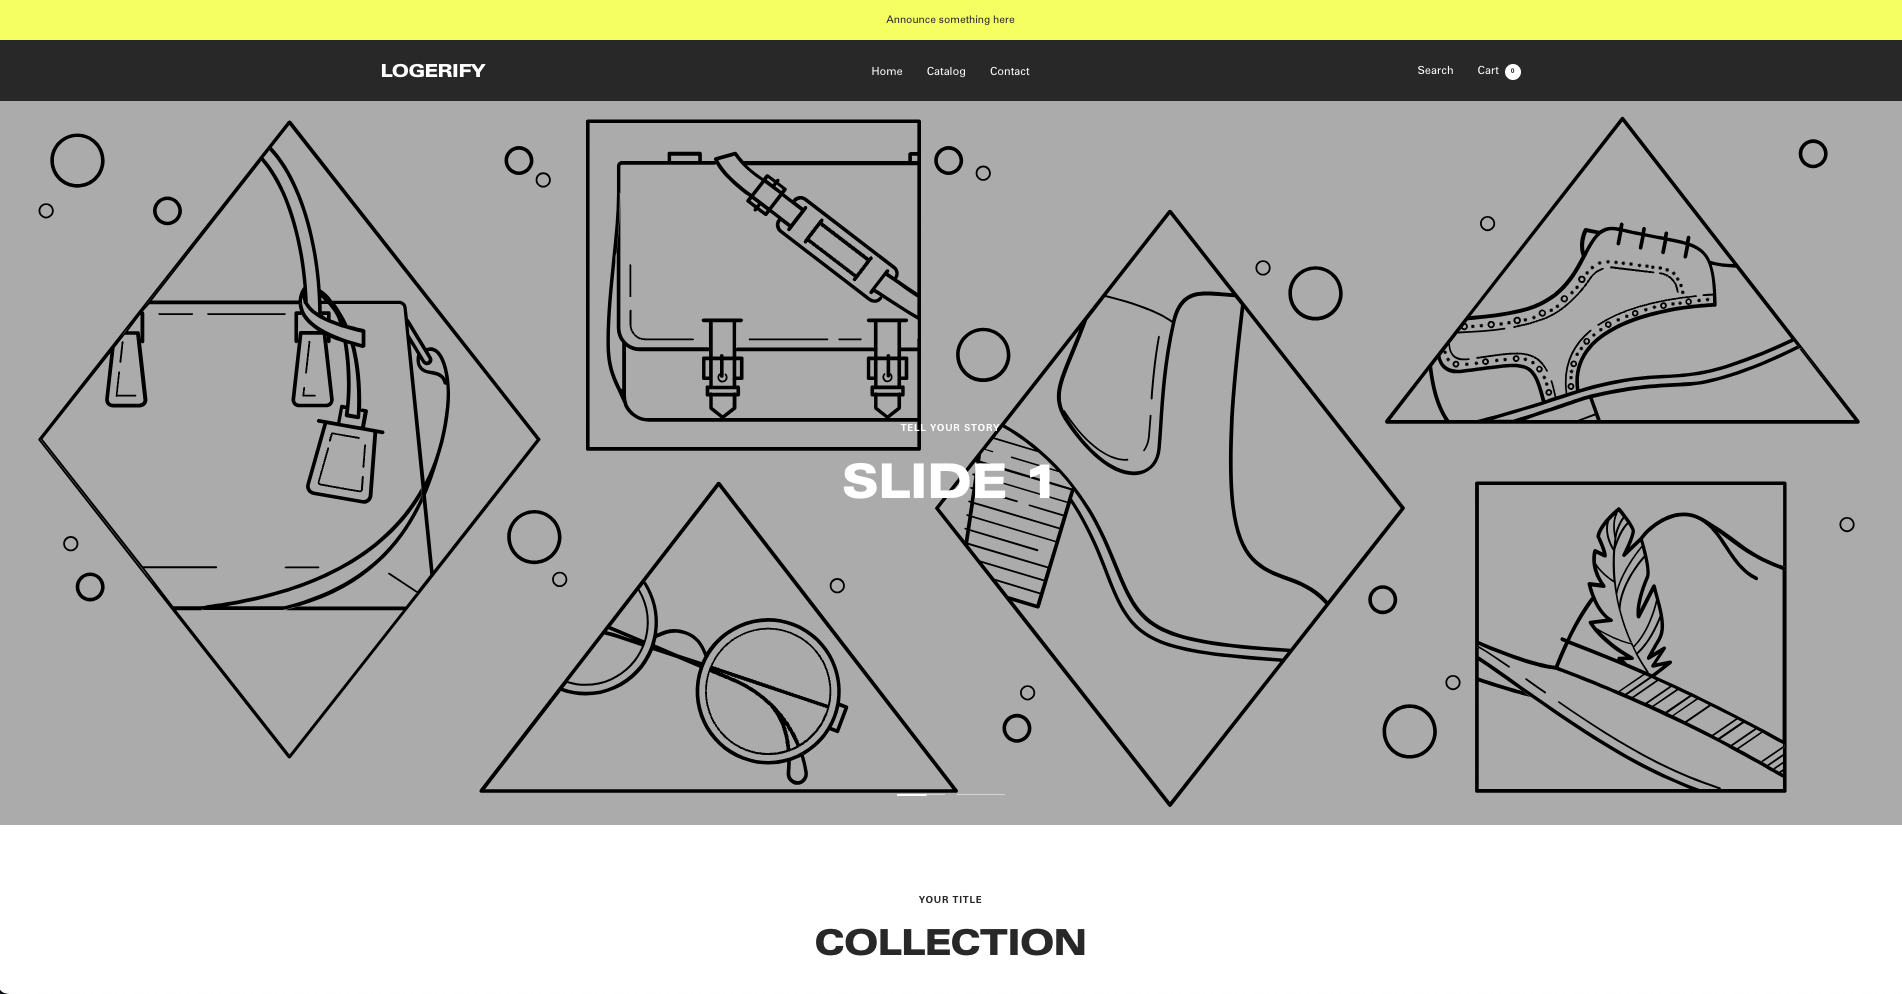 Announce something here
LOGERIFY
Home Catalog Contact
Search Cart 0
TELL YOUR STORY
SLIDE 1
YOUR TITLE
COLLECTION